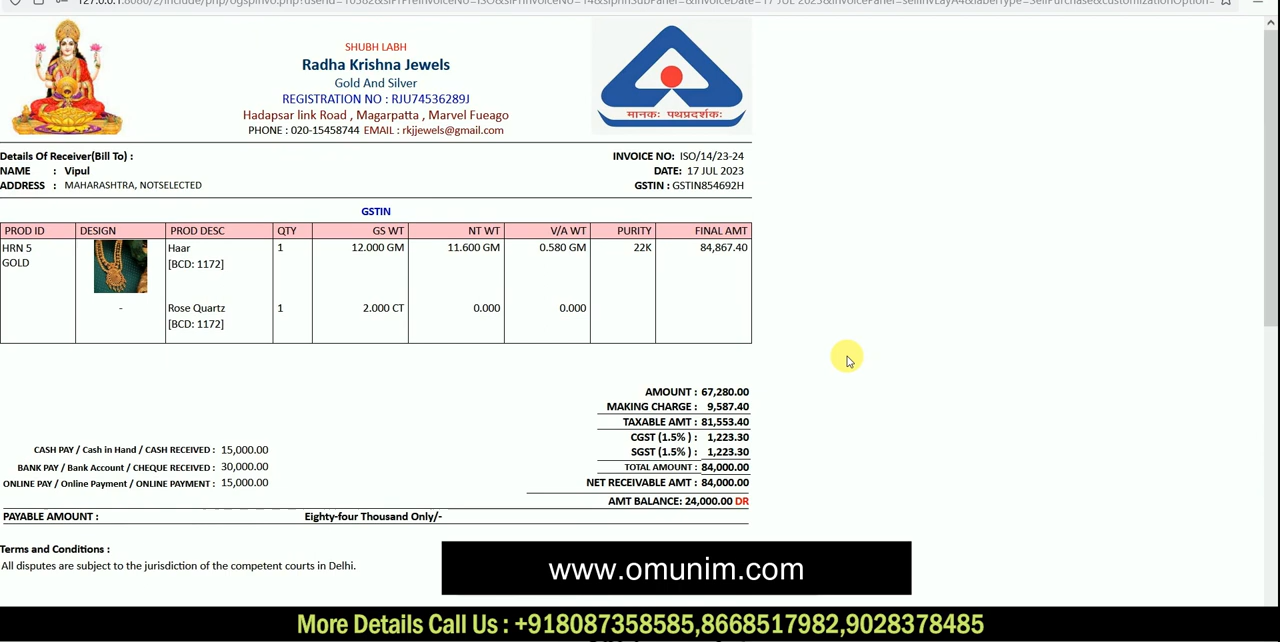 SHUBH LABH
Radha Krishna Jewels
Gold And Silver
REGISTRATION NO : RJU74536289J
Hadapsar link Road , Magarpatta , Marvel Fueago
PHONE : 020-15458744 EMAIL : rkjjewels@gmail.com
मानकः पथप्रदर्शकः
Details Of Receiver(Bill To) :
INVOICE NO: ISO/14/23-24
NAME : Vipul
DATE: 17 JUL 2023
ADDRESS : MAHARASHTRA, NOTSELECTED
GSTIN : GSTIN854692H
GSTIN
PROD ID DESIGN PROD DESC QTY GS WT NT WT V/A WT PURITY FINAL AMT
HRN 5 Haar 1 12.000 GM 11.600 GM 0.580 GM 22K 84,867.40
GOLD [BCD: 1172]
- Rose Quartz 1 2.000 CT 0.000 0.000
[BCD: 1172]
AMOUNT : 67,280.00
MAKING CHARGE : 9,587.40
TAXABLE AMT : 81,553.40
CGST (1.5%) : 1,223.30
CASH PAY / Cash in Hand / CASH RECEIVED : 15,000.00
SGST (1.5%) : 1,223.30
BANK PAY / Bank Account / CHEQUE RECEIVED : 30,000.00
TOTAL AMOUNT : 84,000.00
ONLINE PAY / Online Payment / ONLINE PAYMENT : 15,000.00
NET RECEIVABLE AMT : 84,000.00
AMT BALANCE: 24,000.00 DR
PAYABLE AMOUNT : Eighty-four Thousand Only/-
Terms and Conditions :
All disputes are subject to the jurisdiction of the competent courts in Delhi.
www.omunim.com
More Details Call Us : +918087358585,8668517982,9028378485